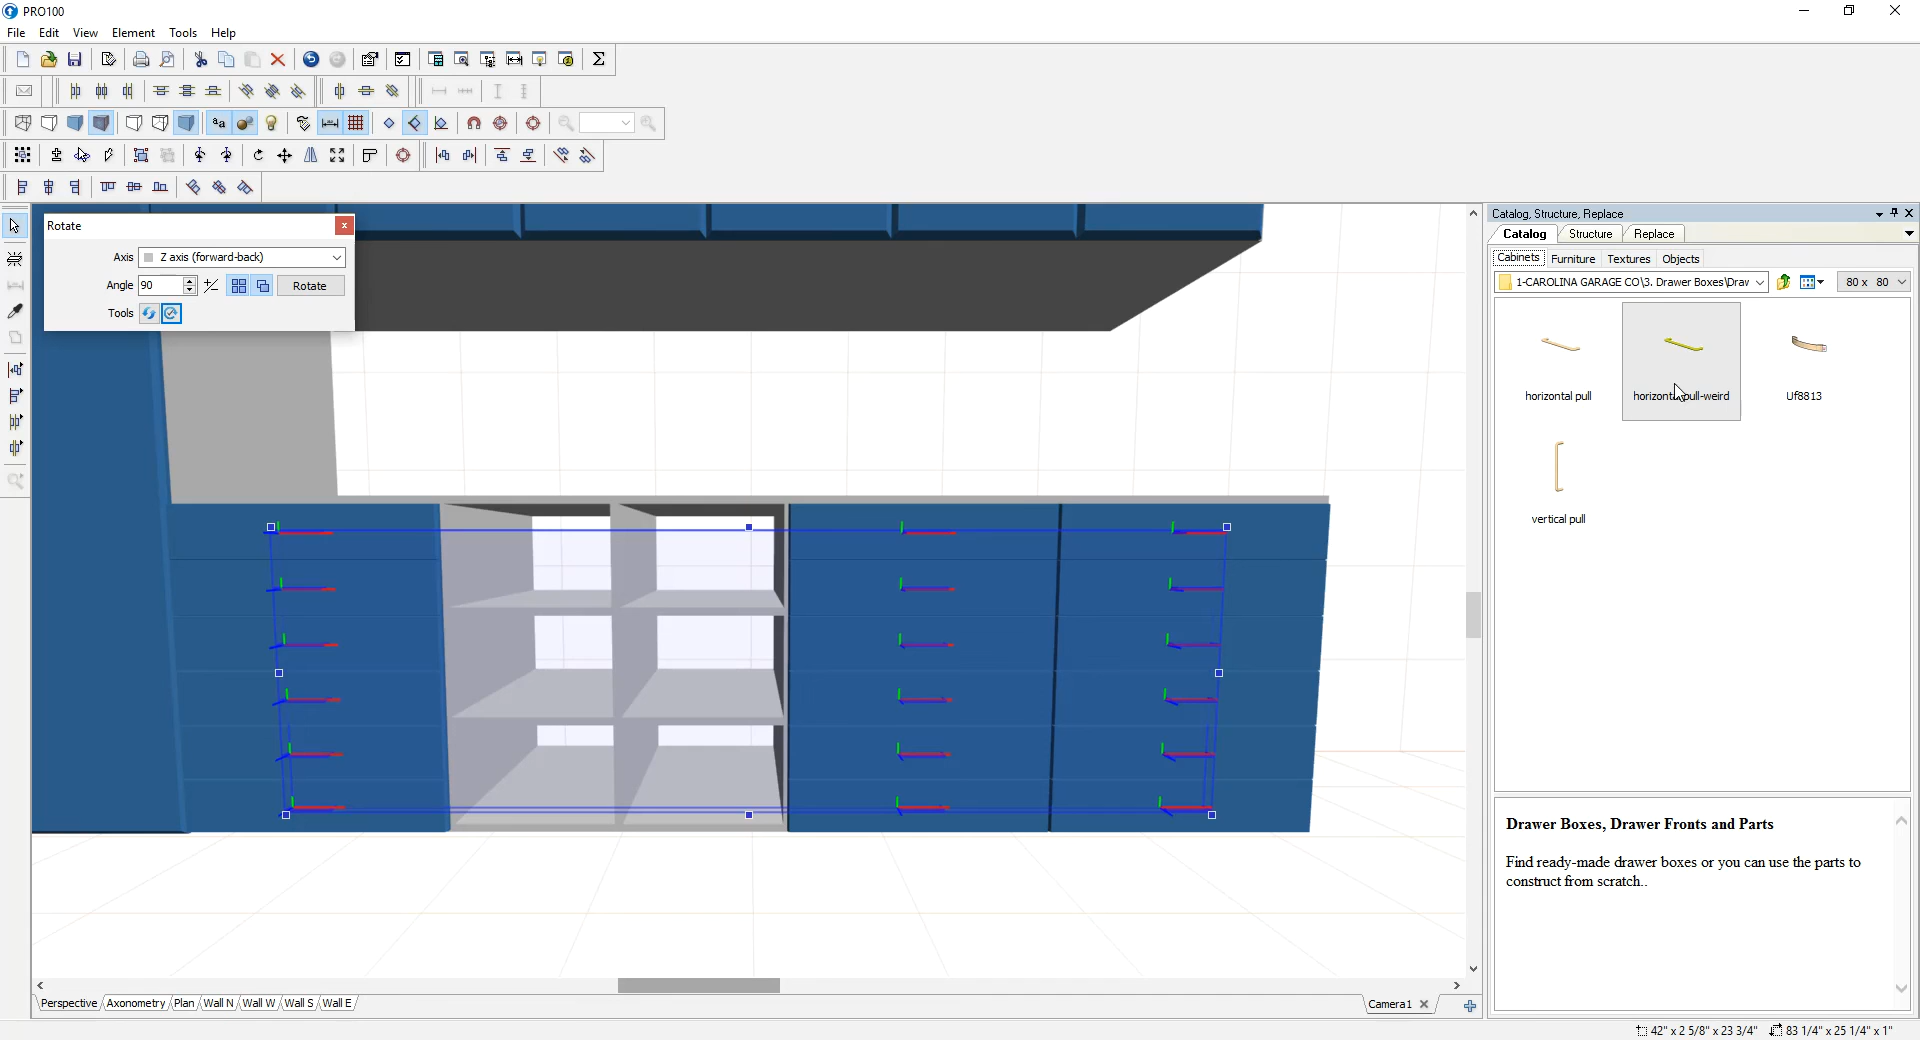 PRO100
File Edit View Element Tools Help
aa
Rotate
Axis Z axis (forward-back)
Angle 90 Rotate
Tools
Catalog, Structure, Replace
Catalog Structure Replace
Cabinets Furniture Textures Objects
1-CAROLINA GARAGE CO\3. Drawer Boxes\Drav 80 x 80
horizontal pull horizontal pull-weird Uf8813
vertical pull
Drawer Boxes, Drawer Fronts and Parts
Find ready-made drawer boxes or you can use the parts to
construct from scratch..
Perspective Axonometry Plan Wall N Wall W Wall S Wall E
Camera1
42" x 2 5/8" x 23 3/4" 83 1/4" x 25 1/4" x 1"